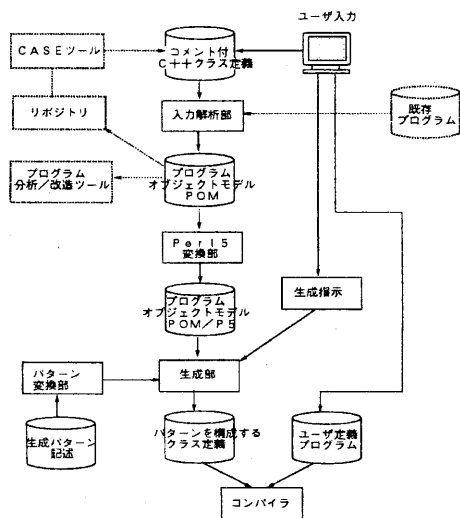 ユーザ入力
CASEツール
コメント付
C++クラス定義
リポジトリ
入力解析部
既存
プログラム
プログラム
分析/改造ツール
プログラム
オブジェクトモデル
POM
Perl5
変換部
プログラム
オブジェクトモデル
POM/P5
生成指示
パターン
変換部
生成部
生成パターン
記述
パターンを構成する
クラス定義
ユーザ定義
プログラム
コンパイラ